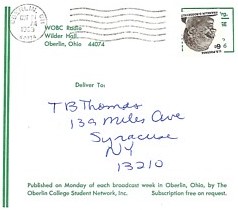 WOBC Radio
Wilder Hall
Oberlin, Ohio 44074
Deliver To:
TB Thomas
139 Miles Ave
Syracuse
NY
13210
Published on Monday of each broadcast week in Oberlin, Ohio, by The
Oberlin College Student Network, Inc. Subscription free on request.